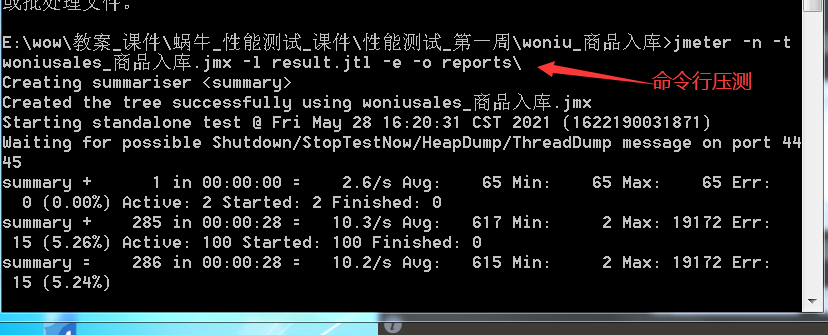 或批处理文件。
E:\wow\教案_课件\蜗牛_性能测试_课件\性能测试_第一周\woniu_商品入库>jmeter -n -t
woniusales_商品入库.jmx -l result.jtl -e -o reports\
命令行压测
Creating summariser <summary>
Created the tree successfully using woniusales_商品入库.jmx
Starting standalone test @ Fri May 28 16:20:31 CST 2021 (1622190031871)
Waiting for possible Shutdown/StopTestNow/HeapDump/ThreadDump message on port 44
45
summary +      1 in 00:00:00 =    2.6/s Avg:    65 Min:    65 Max:    65 Err:
  0 (0.00%) Active: 2 Started: 2 Finished: 0
summary +    285 in 00:00:28 =   10.3/s Avg:   617 Min:     2 Max: 19172 Err:
 15 (5.26%) Active: 100 Started: 100 Finished: 0
summary =    286 in 00:00:28 =   10.2/s Avg:   615 Min:     2 Max: 19172 Err:
 15 (5.24%)